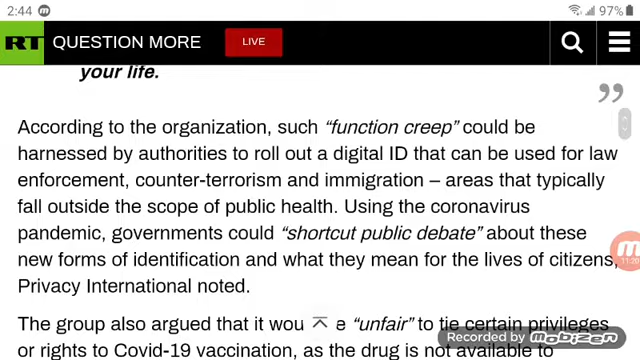 2:44 97%
RT QUESTION MORE LIVE
your life.
”
According to the organization, such “function creep” could be
harnessed by authorities to roll out a digital ID that can be used for law
enforcement, counter-terrorism and immigration – areas that typically
fall outside the scope of public health. Using the coronavirus
pandemic, governments could “shortcut public debate” about these
new forms of identification and what they mean for the lives of citizens,
Privacy International noted.
11:20
The group also argued that it “unfair” to tie certain privileges
Recorded by mobizen
or rights to Covid-19 vaccination, as the drug is not available to